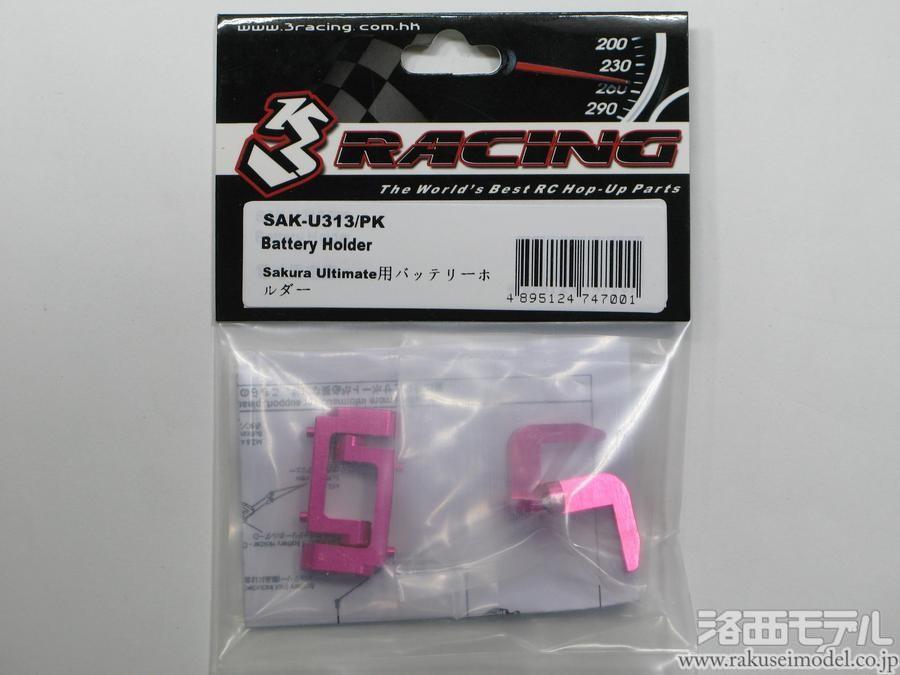 www.3racing.com.hk
200
230
260
290
3RACING
The World's Best RC Hop-Up Parts
SAK-U313/PK
Battery Holder
Sakura Ultimate用バッテリーホ
ルダー
4 895124 747001
洛西モデル
www.rakuseimodel.co.jp